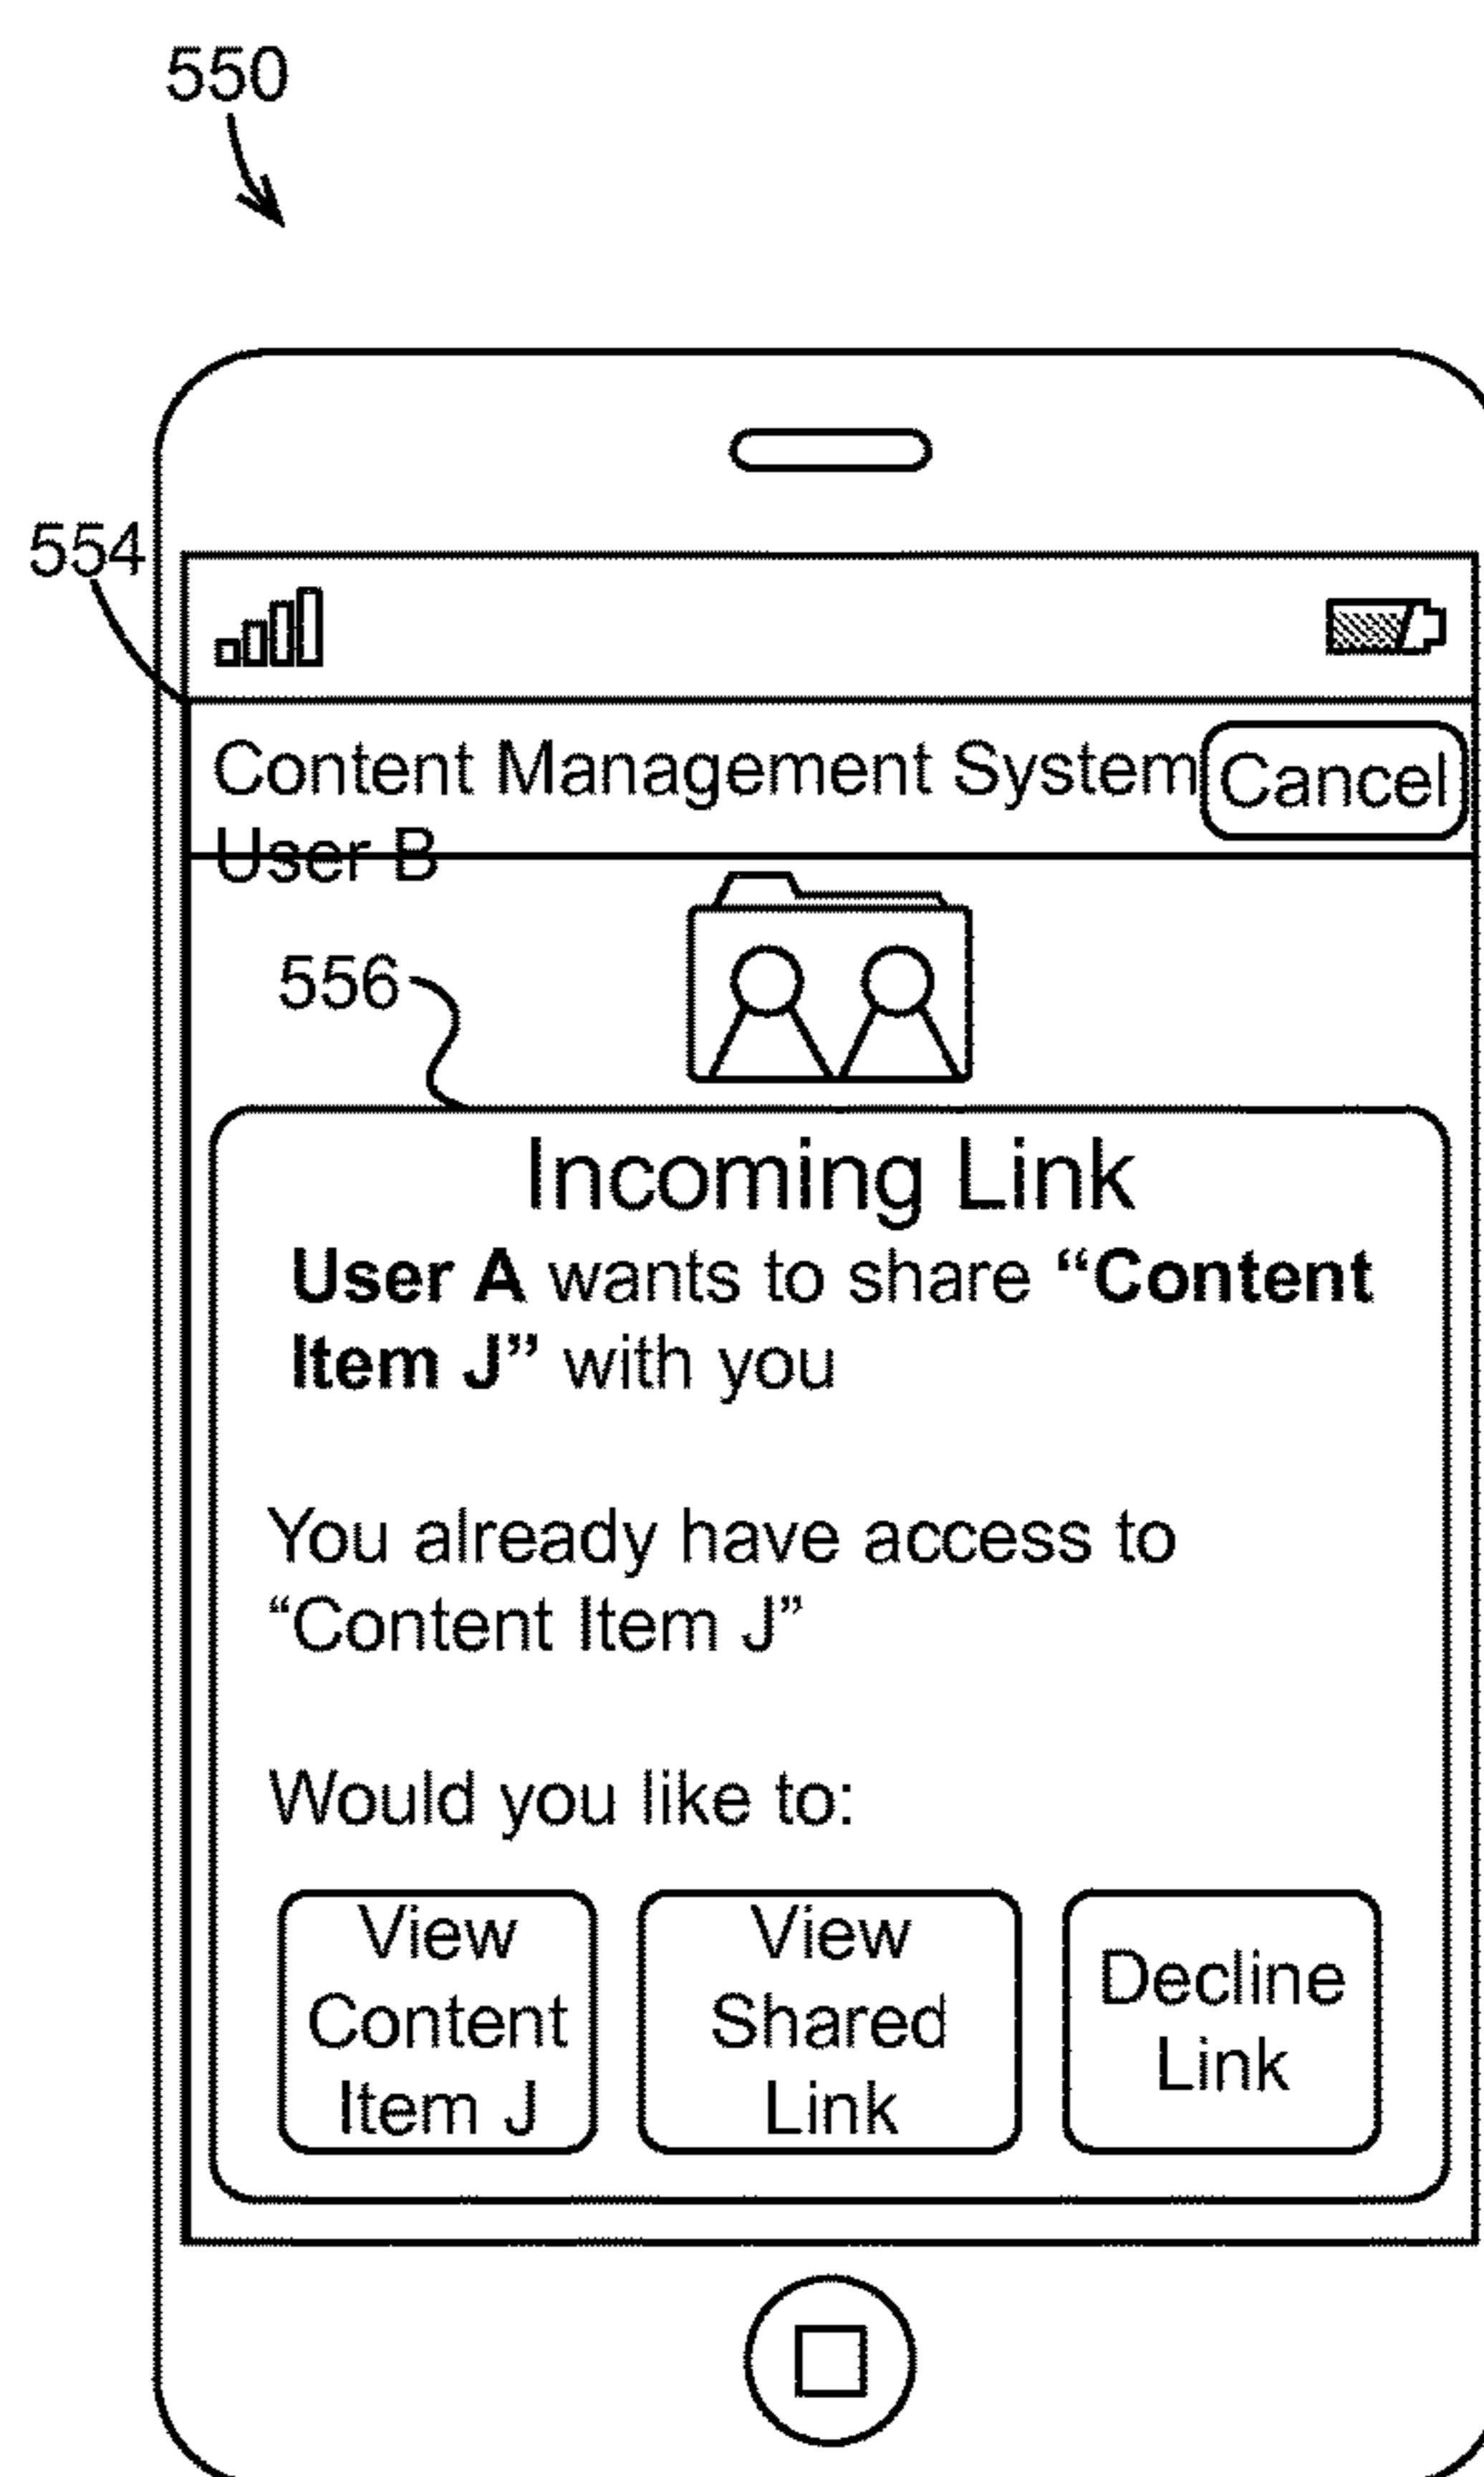 550
554
Content Management System Cancel
User B
556
Incoming Link
User A wants to share “Content
Item J” with you
You already have access to
“Content Item J”
Would you like to:
View
Content
Item J
View
Shared
Link
Decline
Link